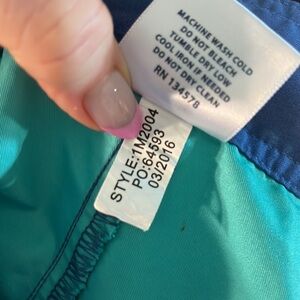 MACHINE WASH COLD
DO NOT BLEACH
TUMBLE DRY LOW
COOL IRON IF NEEDED
DO NOT DRY CLEAN
RN 134578
STYLE:1M2004
PO:64593
03/2016